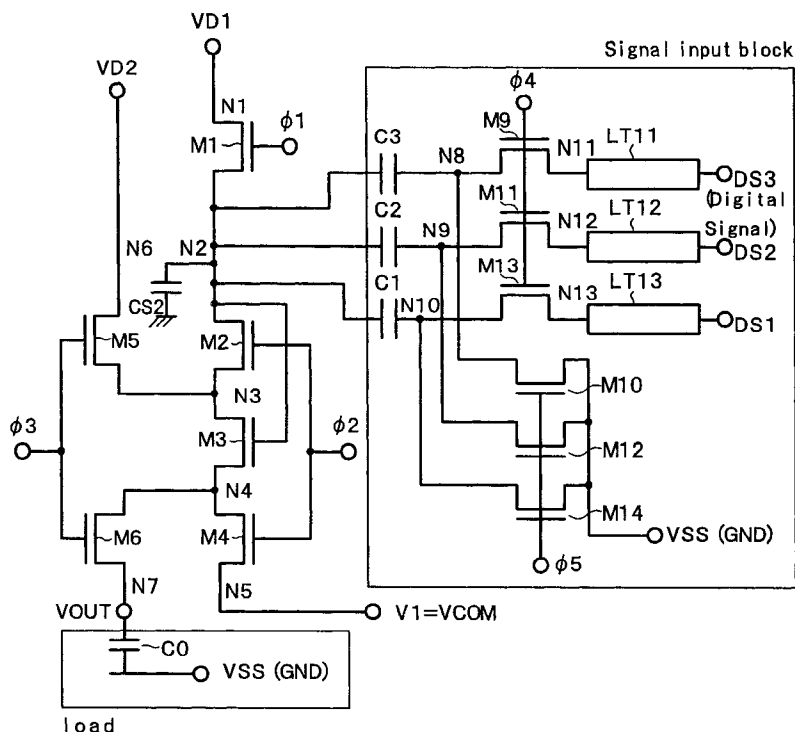 VD1
Signal input block
VD2
φ4
N1
φ1
M1
C3
N8
M9
N11
LT11
DS3
(Digital Signal)
C2
M11
N12
LT12
N6
N2
N9
DS2
CS2
C1
M13
N13
LT13
N10
DS1
M5
M2
N3
M10
φ3
M3
φ2
M12
N4
M14
M6
M4
VSS (GND)
N7
N5
φ5
VOUT
V1=VCOM
C0
VSS (GND)
load